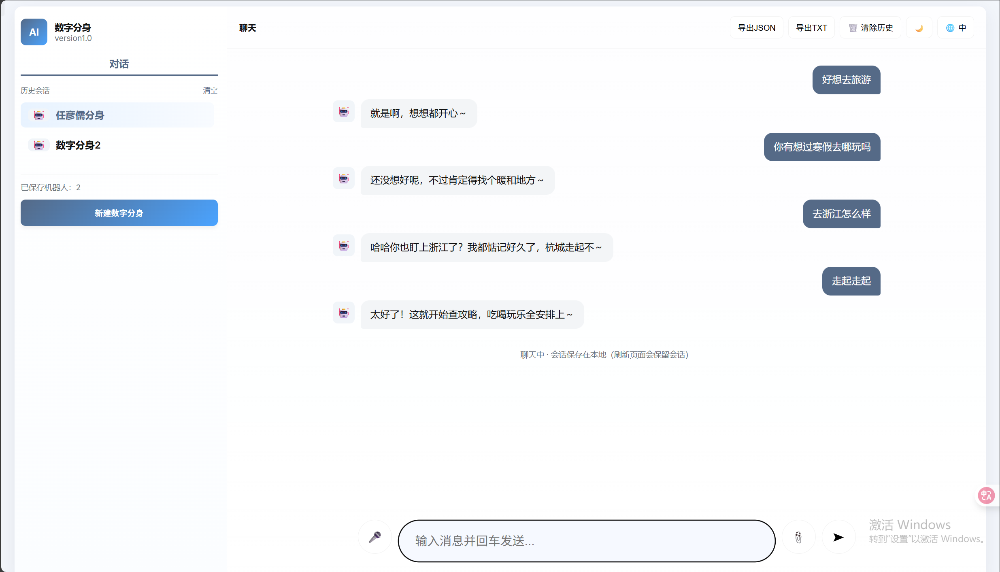 AI
数字分身
version1.0
对话
历史会话 清空
任彦儒分身
数字分身2
已保存机器人：2
新建数字分身
聊天
导出JSON 导出TXT 清除历史 中
好想去旅游
就是啊，想想都开心～
你有想过寒假去哪玩吗
还没想好呢，不过肯定得找个暖和地方～
去浙江怎么样
哈哈你也盯上浙江了？我都惦记好久了，杭城走起不～
走起走起
太好了！这就开始查攻略，吃喝玩乐全安排上～
聊天中 · 会话保存在本地（刷新页面会保留会话）
中A
输入消息并回车发送...
激活 Windows
转到“设置”以激活 Windows。